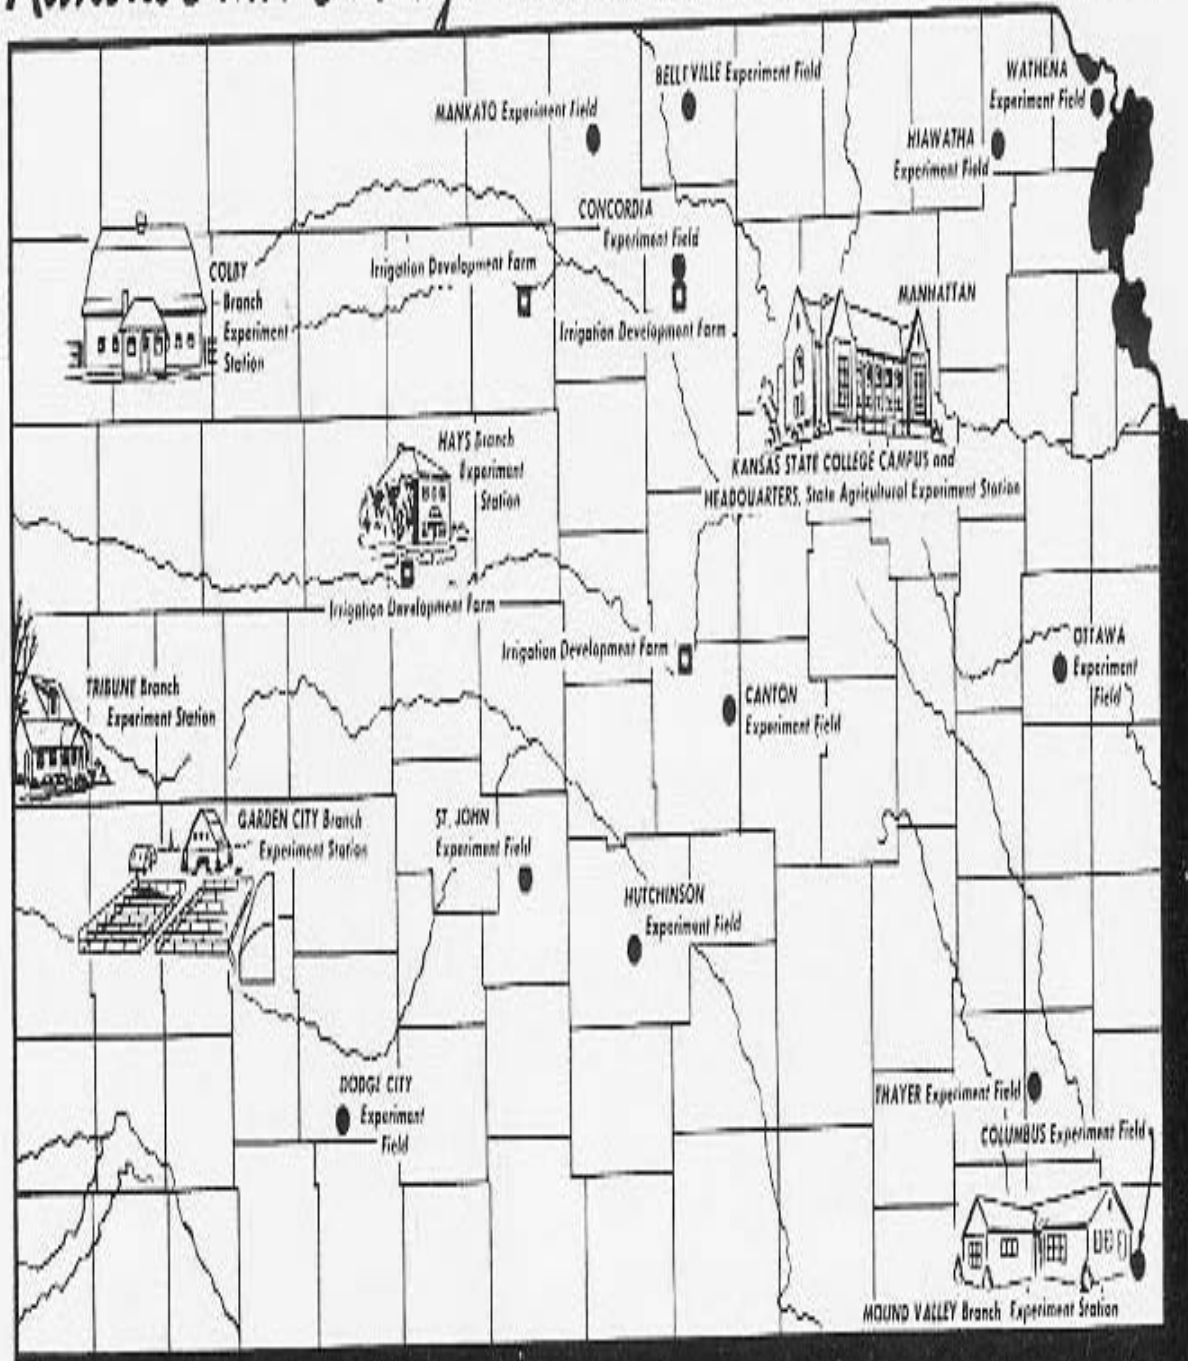 BELLEVILLE Experiment Field
WATHENA
Experiment Field
MANKATO Experiment Field
HIAWATHA
Experiment Field
CONCORDIA
Experiment Field
COLBY
Branch
Experiment
Station
Irrigation Development Farm
MANHATTAN
Irrigation Development Farm
HAYS Branch
Experiment
Station
KANSAS STATE COLLEGE CAMPUS and
HEADQUARTERS, State Agricultural Experiment Station
Irrigation Development Farm
Irrigation Development Farm
OTTAWA
Experiment
Field
TRIBUNE Branch
Experiment Station
CANTON
Experiment Field
GARDEN CITY Branch
Experiment Station
ST. JOHN
Experiment Field
HUTCHINSON
Experiment Field
DODGE CITY
Experiment
Field
THAYER Experiment Field
COLUMBUS Experiment Field
MOUND VALLEY Branch Experiment Station